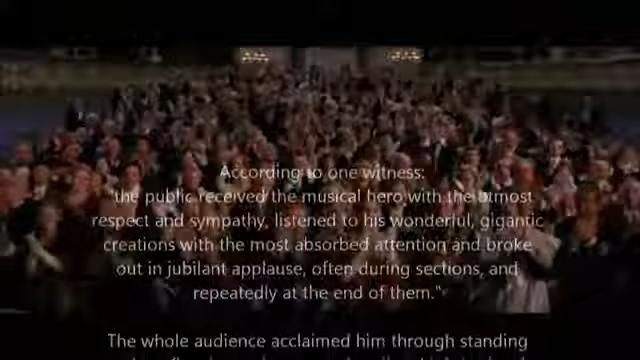 According to one witness:
"the public received the musical hero with the utmost
respect and sympathy, listened to his wonderful, gigantic
creations with the most absorbed attention and broke
out in jubilant applause, often during sections, and
repeatedly at the end of them."
The whole audience acclaimed him through standing